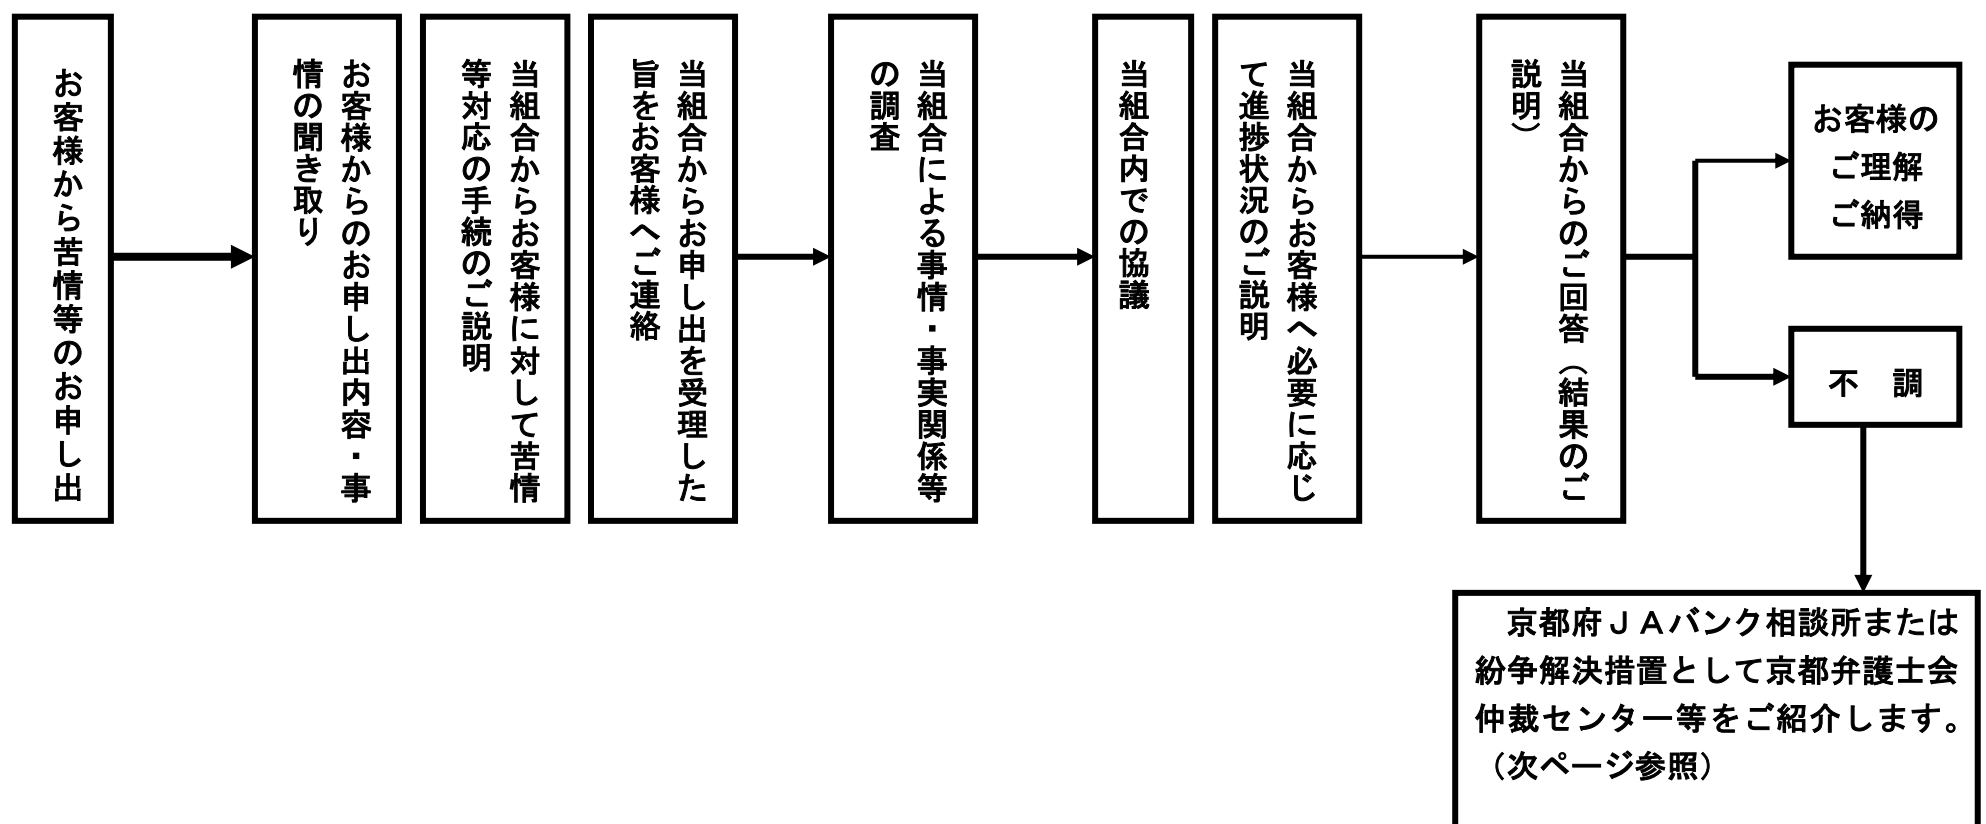 お客様から苦情等のお申し出
お客様からのお申し出内容・事
情の聞き取り
当組合からお客様に対して苦情
等対応の手続のご説明
当組合からお申し出を受理した
旨をお客様へご連絡
当組合による事情・事実関係等
の調査
当組合内での協議
当組合からお客様へ必要に応じ
て進捗状況のご説明
当組合からのご回答（結果のご
説明）
お客様の
ご理解
ご納得
不　調
京都府ＪＡバンク相談所または
紛争解決措置として京都弁護士会
仲裁センター等をご紹介します。
（次ページ参照）